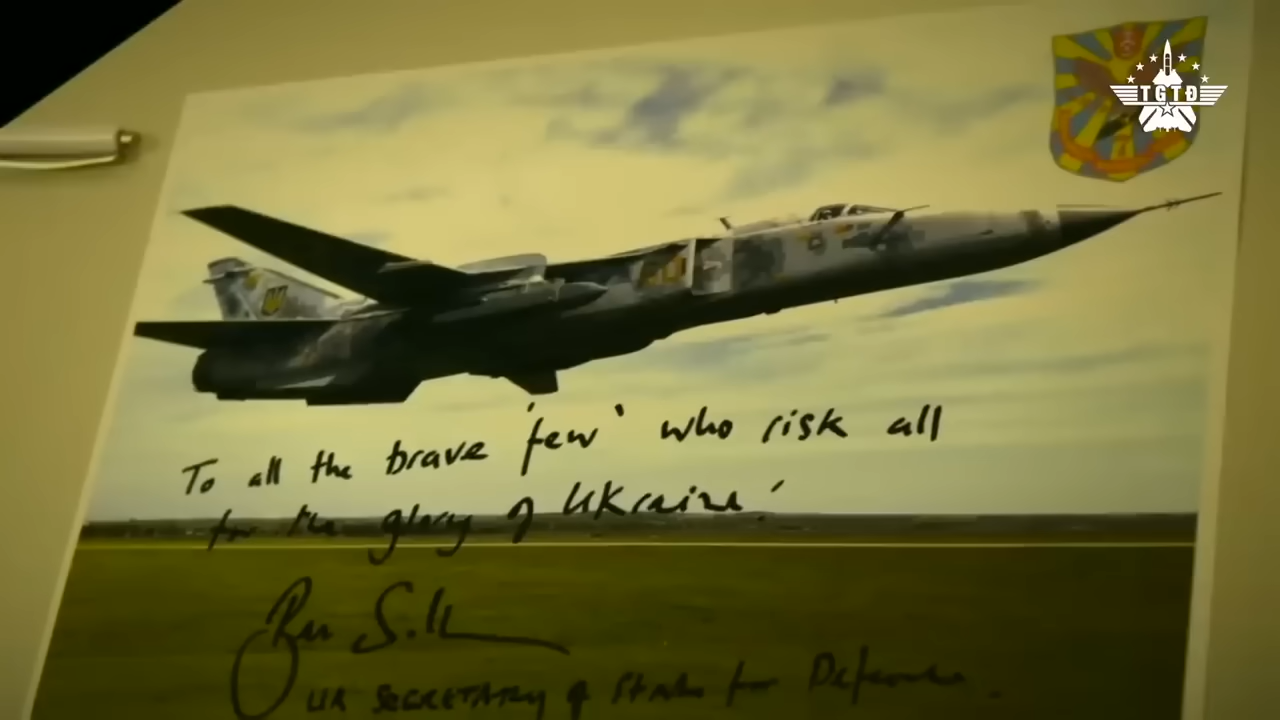 TGTĐ
To all the brave 'few' who risk all
for the glory of Ukraine'
UK SECRETARY of State for Defence.